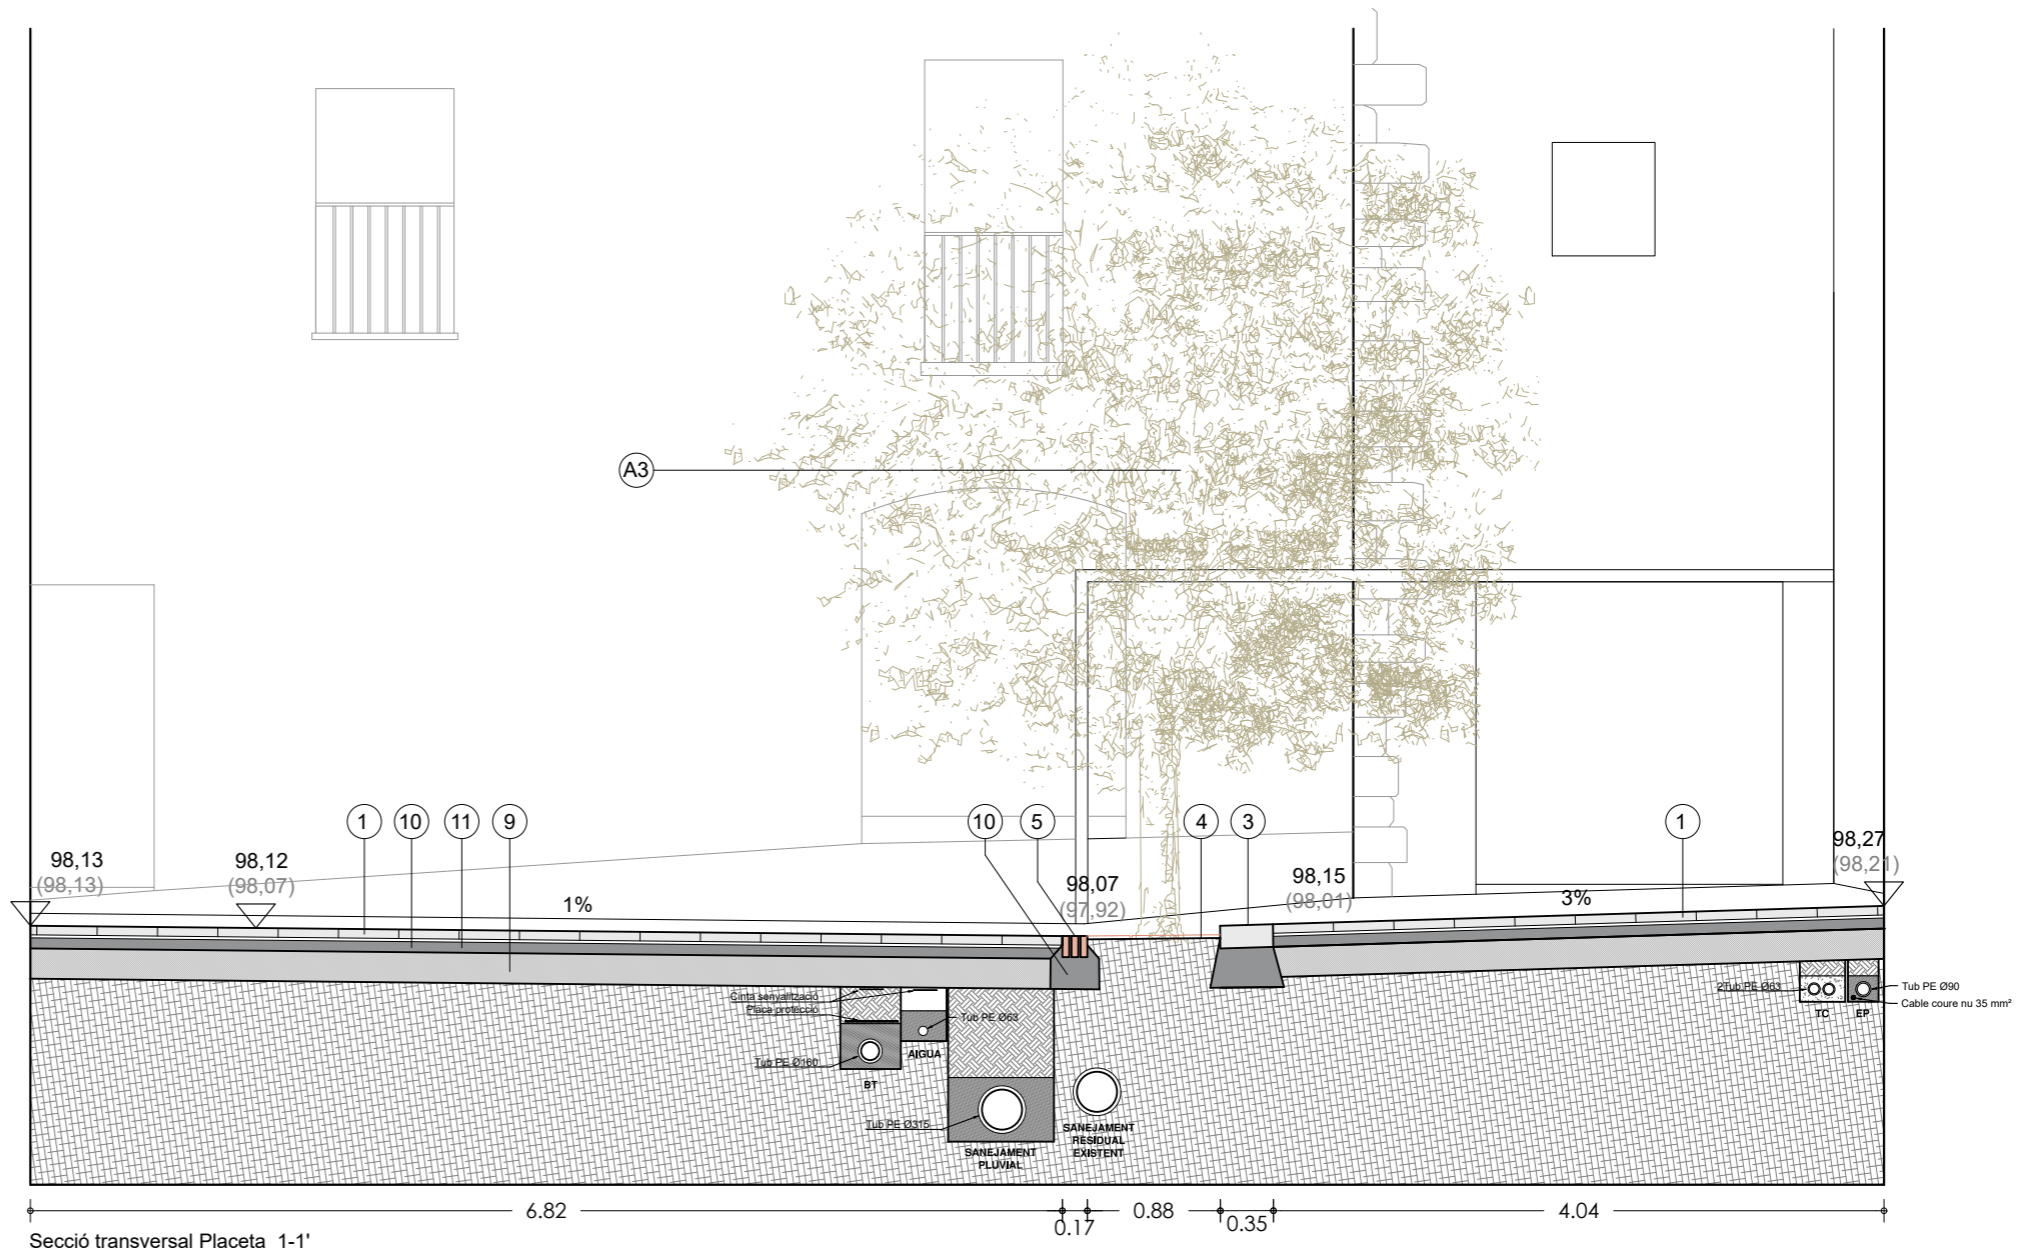 A3
1
10
11
9
10
5
4
3
1
98,13
(98,13)
98,12
(98,07)
1%
98,07
(97,92)
98,15
(98,01)
3%
98,27
(98,21)
Cinta senyalització
Placa protecció
Tub PE Ø63
AIGUA
Tub PE Ø160
BT
Tub PE Ø315
SANEJAMENT
PLUVIAL
SANEJAMENT
RESIDUAL
EXISTENT
2Tub PE Ø63
TC
EP
Tub PE Ø90
Cable coure nu 35 mm²
6.82
0.17
0.88
0.35
4.04
Secció transversal Placeta 1-1'